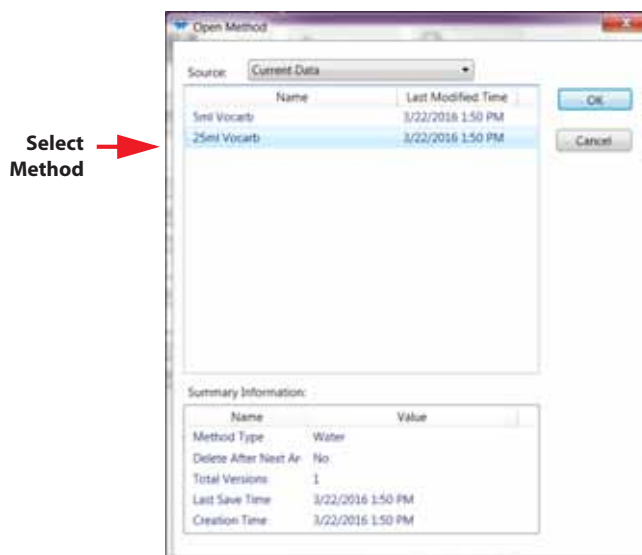 Open Method
Source: Current Data
Name Last Modified Time
5ml Vocarb 3/22/2016 1:50 PM
25ml Vocarb 3/22/2016 1:50 PM
OK
Cancel
Select
Method
Summary Information:
Name Value
Method Type Water
Delete After Next Ar No
Total Versions 1
Last Save Time 3/22/2016 1:50 PM
Creation Time 3/22/2016 1:50 PM